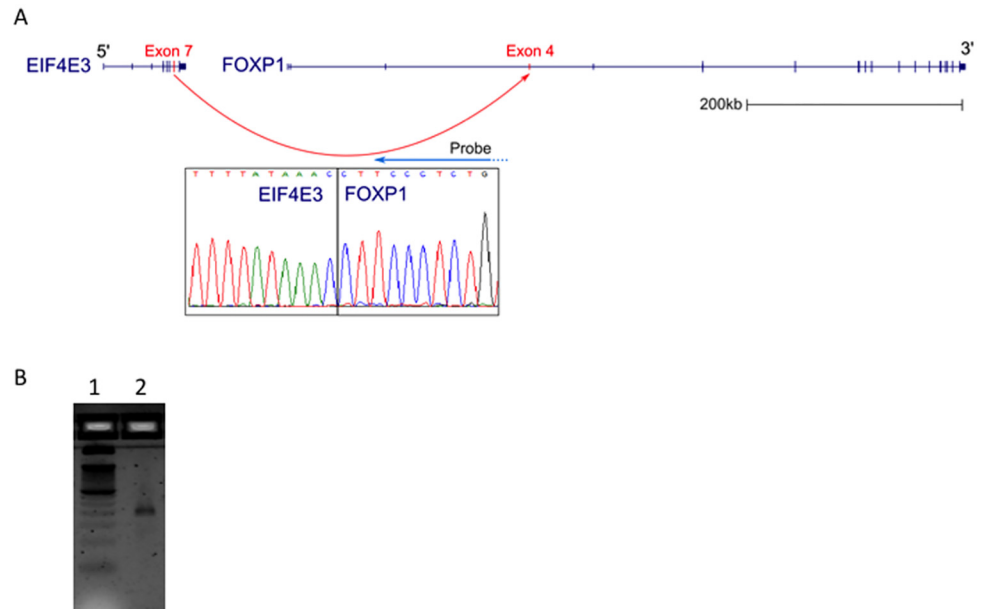 A
5' Exon 7 Exon 4 3'
EIF4E3 FOXP1
200kb
Probe
T T T T A T A A A C C T T C C C T C T G
EIF4E3 FOXP1
B
1 2